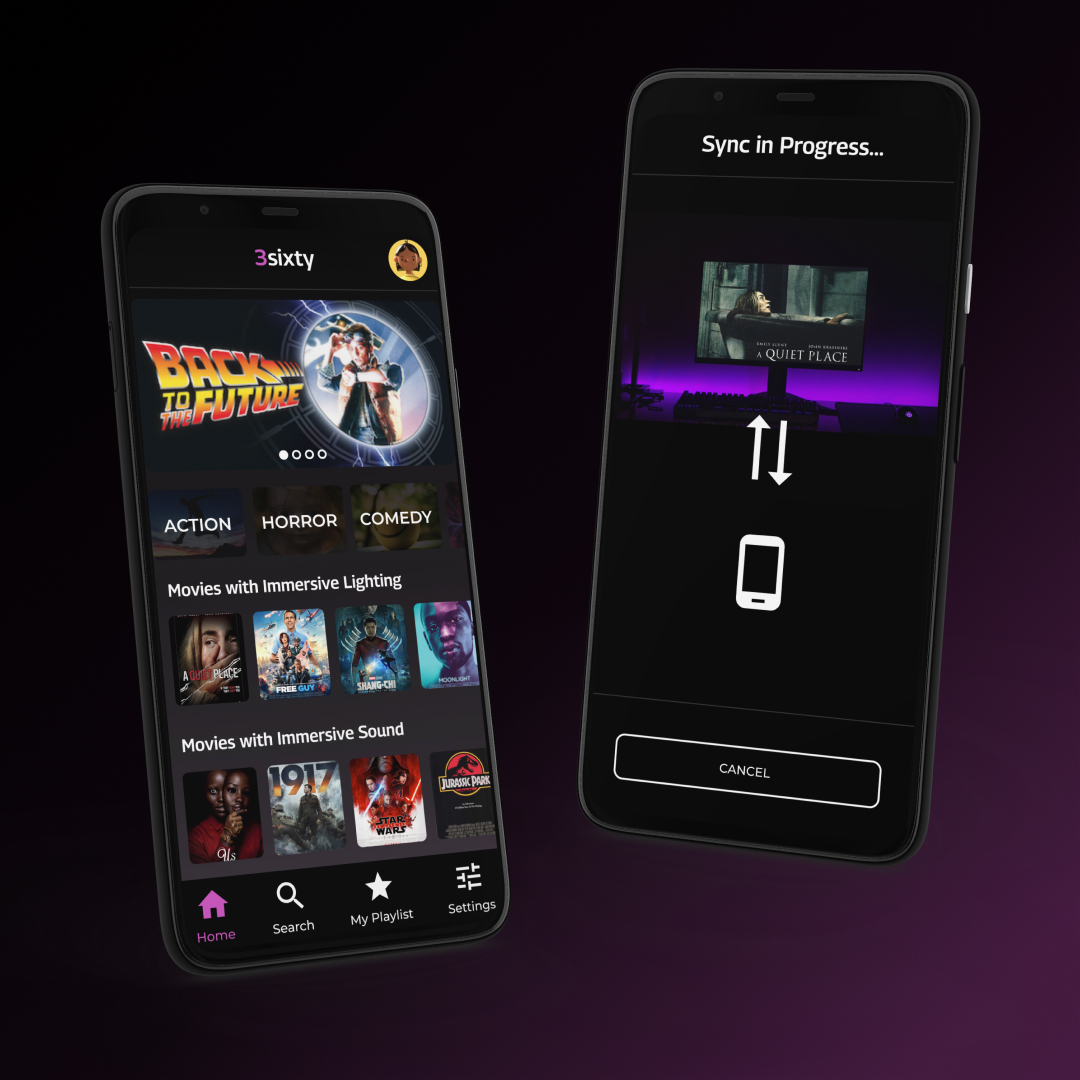 3sixty
BACK
TO
THE FUTURE
ACTION
HORROR
COMEDY
Movies with Immersive Lighting
A QUIET PLACE
FREE GUY
SHANG-CHI
MOONLIGHT
Movies with Immersive Sound
Us
1917
STAR
WARS
JURASSIC PARK
Home
Search
My Playlist
Settings
Sync in Progress...
EMILY BLUNT JOHN KRASINSKI
A QUIET PLACE
CANCEL